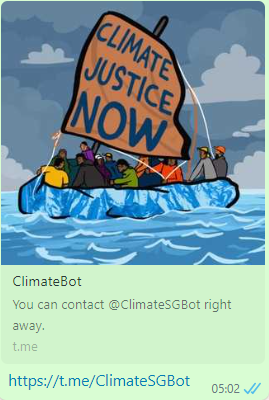 CLIMATE
JUSTICE
NOW
ClimateBot
You can contact @ClimateSGBot right
away.
t.me
https://t.me/ClimateSGBot
05:02